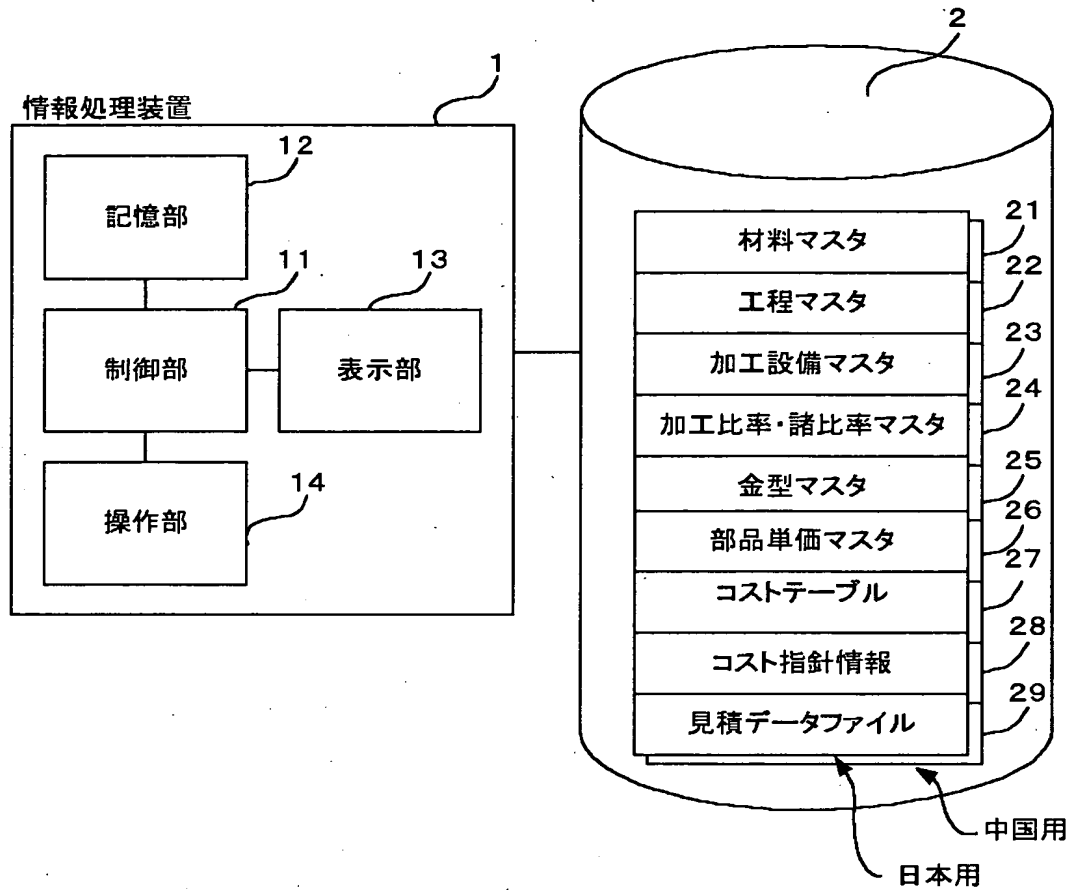 1
情報処理装置
12
記憶部
11
制御部
13
表示部
14
操作部
2
材料マスタ
21
工程マスタ
22
加工設備マスタ
23
加工比率・諸比率マスタ
24
金型マスタ
25
部品単価マスタ
26
コストテーブル
27
コスト指針情報
28
見積データファイル
29
中国用
日本用